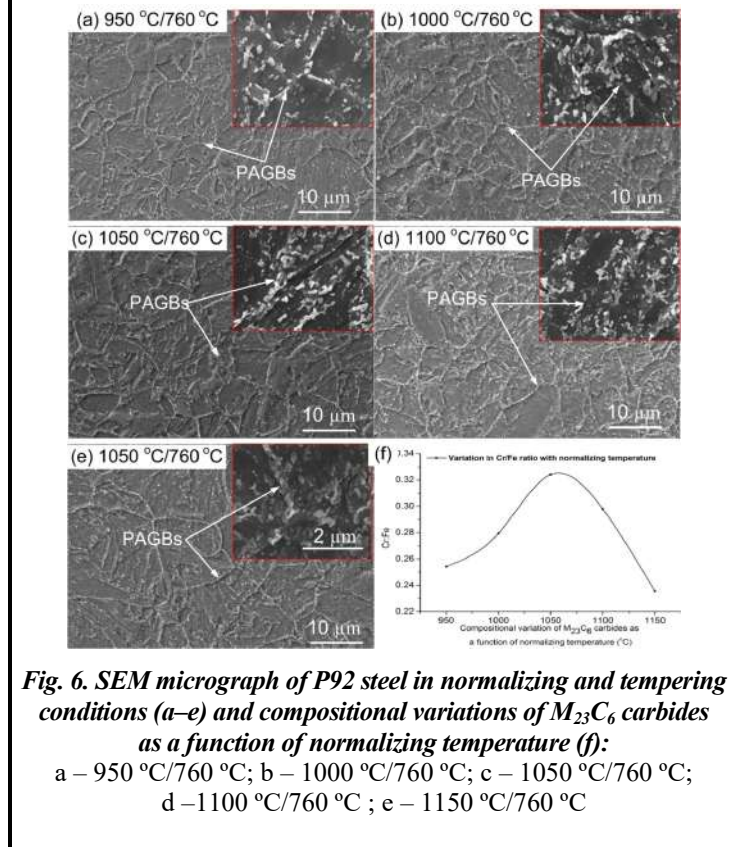 (a) 950 °C/760 °C
PAGBs
10 µm
(b) 1000 °C/760 °C
PAGBs
10 µm
(c) 1050 °C/760 °C
PAGBs
10 µm
(d) 1100 °C/760 °C
PAGBs
10 µm
(e) 1050 °C/760 °C
PAGBs
2 µm
10 µm
(f)
Variation in Cr/Fe ratio with normalizing temperature
0.34
0.30
0.28
0.26
0.24
0.22
Cr:Fe
950 1000 1050 1100 1150
Compositional variation of M23C6 carbides as
a function of normalizing temperature (°C)
Fig. 6. SEM micrograph of P92 steel in normalizing and tempering
conditions (a–e) and compositional variations of M23C6 carbides
as a function of normalizing temperature (f):
a – 950 ºC/760 ºC; b – 1000 ºC/760 ºC; c – 1050 ºC/760 ºC;
d –1100 ºC/760 ºC ; e – 1150 ºC/760 ºC